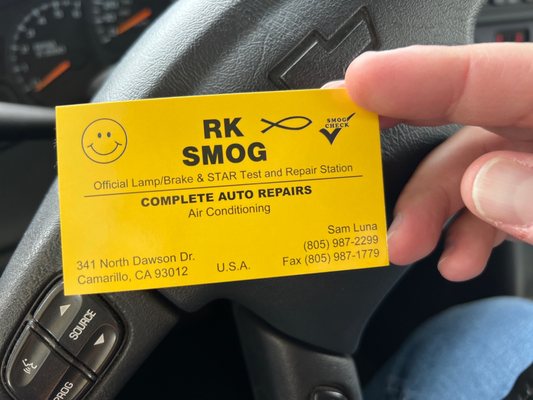 RK
SMOG
SMOG
CHECK
Official Lamp/Brake & STAR Test and Repair Station
COMPLETE AUTO REPAIRS
Air Conditioning
341 North Dawson Dr.
Camarillo, CA 93012
U.S.A.
Sam Luna
(805) 987-2299
Fax (805) 987-1779
SOURCE
PROG